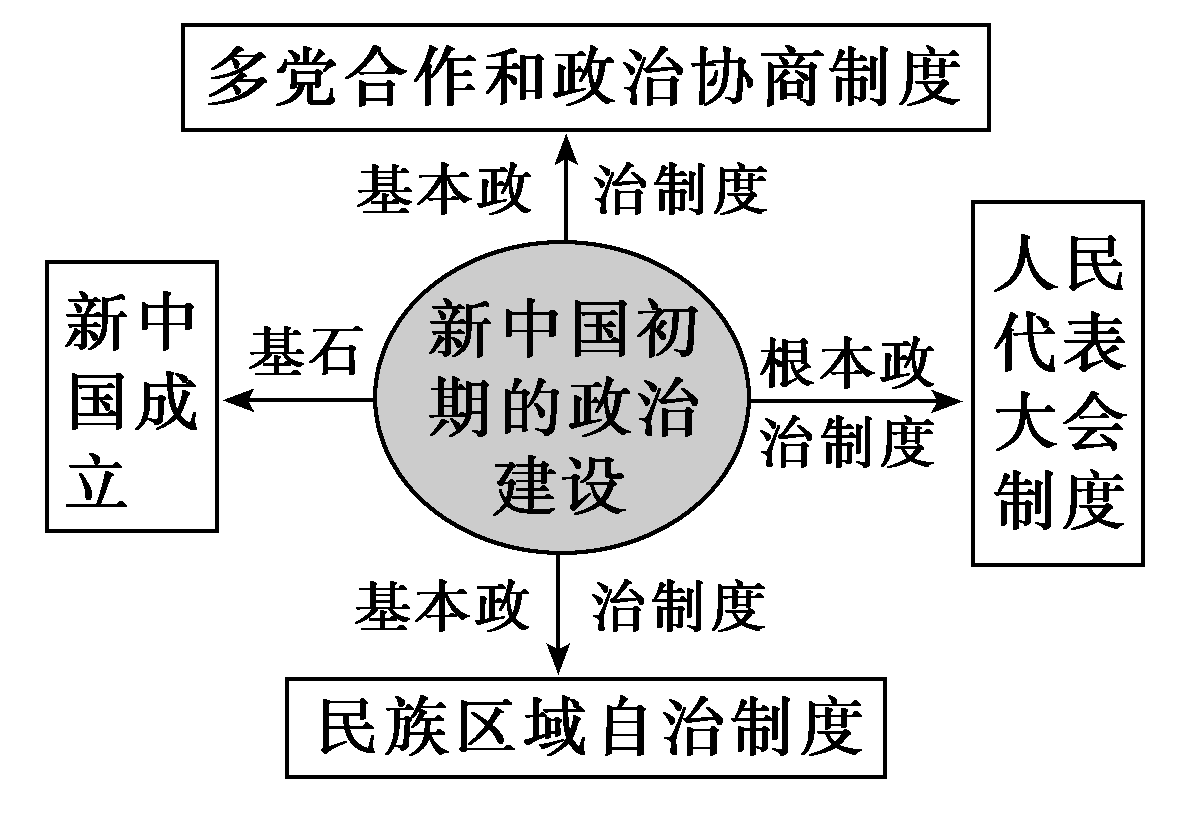 多党合作和政治协商制度
基本政 治制度
新中
国成
立
基石
新中国初
期的政治
建设
根本政
治制度
人民
代表
大会
制度
基本政 治制度
民族区域自治制度